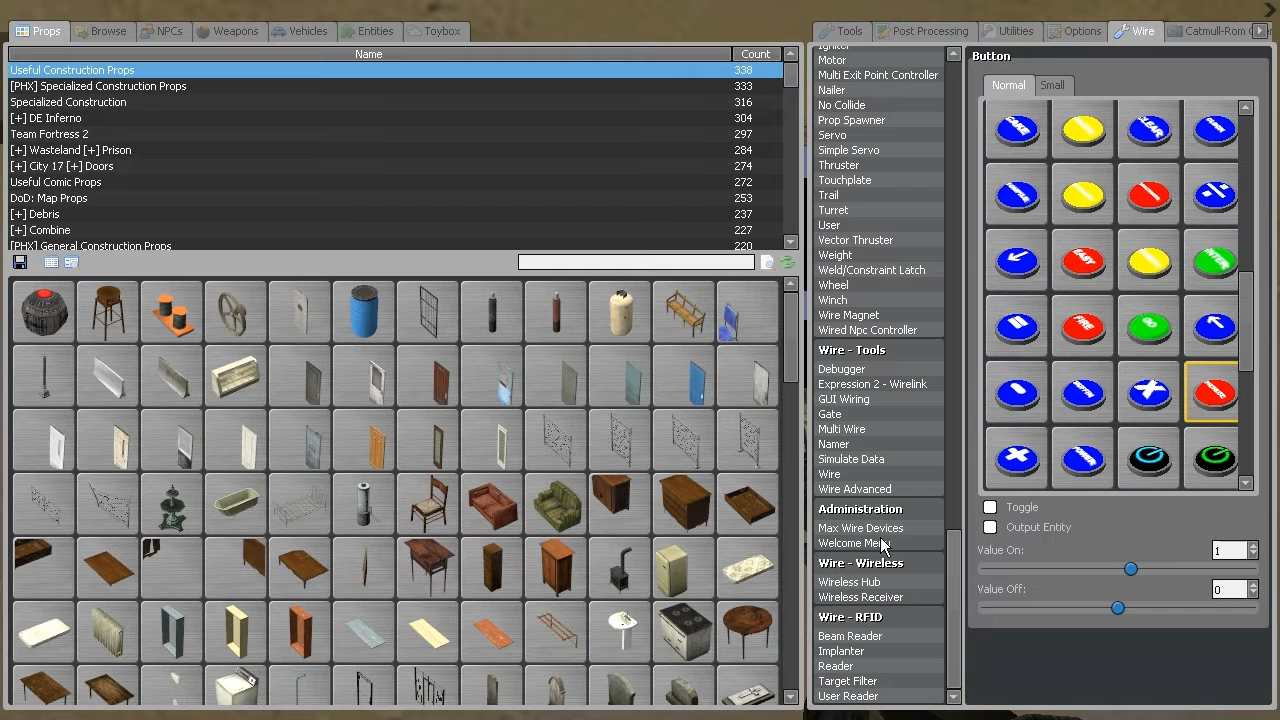 Props
Browse
NPCs
Weapons
Vehicles
Entities
Toybox
Name
Count
Useful Construction Props 338
[PHX] Specialized Construction Props 333
Specialized Construction 316
[+] DE Inferno 304
Team Fortress 2 297
[+] Wasteland [+] Prison 284
[+] City 17 [+] Doors 274
Useful Comic Props 272
DoD: Map Props 253
[+] Debris 237
[+] Combine 227
[PHX] General Construction Props 220
Tools
Post Processing
Utilities
Options
Wire
Catmull-Rom
Igniter
Motor
Multi Exit Point Controller
Nailer
No Collide
Prop Spawner
Servo
Simple Servo
Thruster
Touchplate
Trail
Turret
User
Vector Thruster
Weight
Weld/Constraint Latch
Wheel
Winch
Wire Magnet
Wired Npc Controller
Wire - Tools
Debugger
Expression 2 - Wirelink
GUI Wiring
Gate
Multi Wire
Namer
Simulate Data
Wire
Wire Advanced
Administration
Max Wire Devices
Welcome Menu
Wire - Wireless
Wireless Hub
Wireless Receiver
Wire - RFID
Beam Reader
Implanter
Reader
Target Filter
User Reader
Button
Normal
Small
CLEAR
EASY
FIRE
Toggle
Output Entity
Value On: 1
Value Off: 0